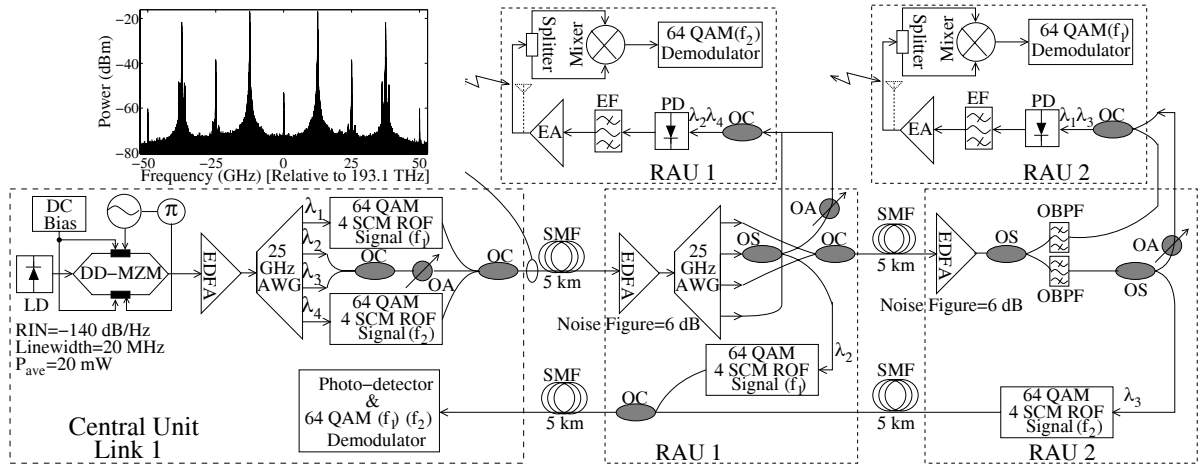 −20
−40
−60
−80
Power (dBm)
−50
−25
0
25
50
Frequency (GHz) [Relative to 193.1 THz]
DC
Bias
π
LD
DD−MZM
RIN=−140 dB/Hz
Linewidth=20 MHz
P_ave=20 mW
EDFA
25
GHz
AWG
λ1
λ2
λ3
λ4
64 QAM
4 SCM ROF
Signal (f1)
OC
OA
64 QAM
4 SCM ROF
Signal (f2)
OC
Photo−detector
&
64 QAM (f1) (f2)
Demodulator
Central Unit
Link 1
SMF
5 km
SMF
5 km
Splitter
Mixer
64 QAM(f2)
Demodulator
EA
EF
PD
λ2λ4
OC
RAU 1
EDFA
25
GHz
AWG
OS
OA
OC
Noise Figure=6 dB
λ2
64 QAM
4 SCM ROF
Signal (f1)
OC
RAU 1
SMF
5 km
SMF
5 km
Splitter
Mixer
64 QAM(f1)
Demodulator
EA
EF
PD
λ1λ3
OC
RAU 2
EDFA
OS
OBPF
OBPF
OA
OS
Noise Figure=6 dB
λ3
64 QAM
4 SCM ROF
Signal(f2)
RAU 2